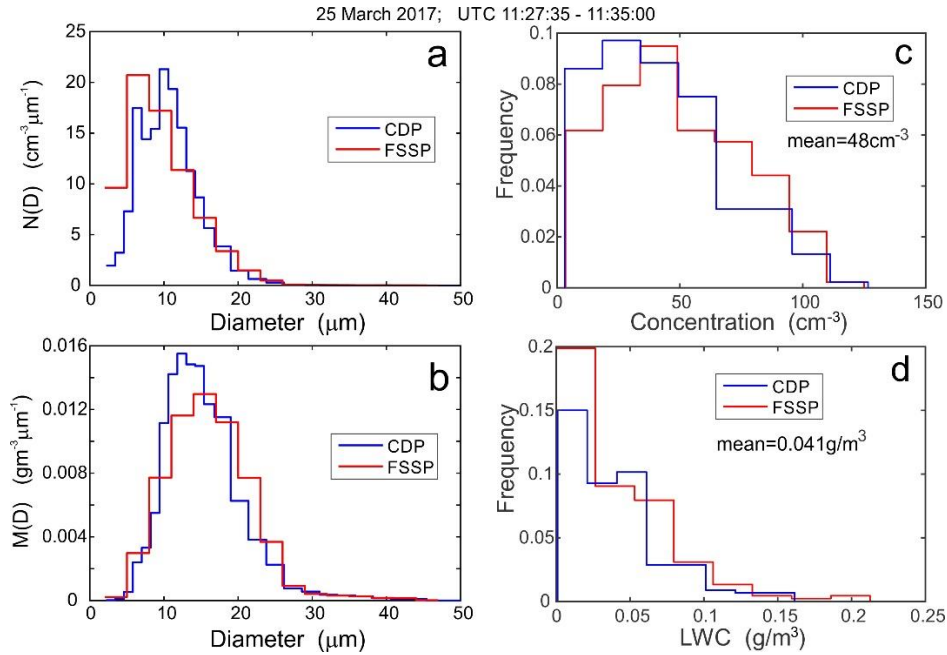 25 March 2017; UTC 11:27:35 - 11:35:00
a
25
20
15
10
5
0
N(D) (cm⁻³µm⁻¹)
CDP
FSSP
0 10 20 30 40 50
Diameter (µm)
c
0.1
0.08
0.06
0.04
0.02
0
Frequency
CDP
FSSP
mean=48cm⁻³
0 50 100 150
Concentration (cm⁻³)
b
0.016
0.012
0.008
0.004
0
M(D) (gm⁻³µm⁻¹)
CDP
FSSP
0 10 20 30 40 50
Diameter (µm)
d
0.2
0.15
0.1
0.05
0
Frequency
CDP
FSSP
mean=0.041g/m³
0 0.05 0.1 0.15 0.2 0.25
LWC (g/m³)